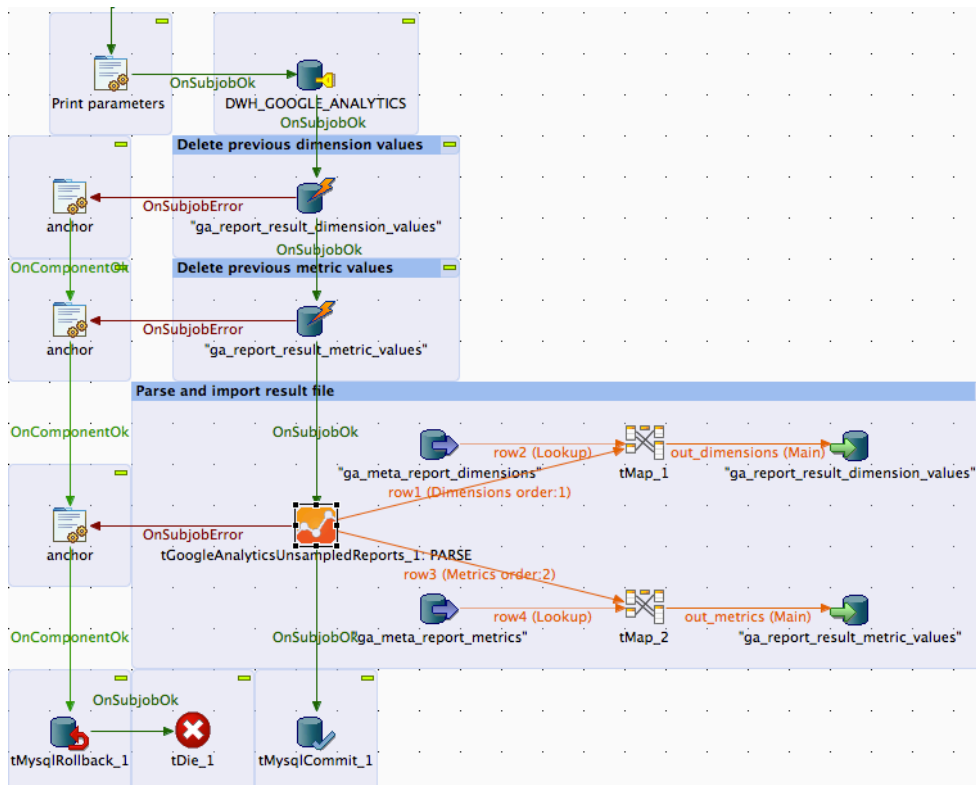 OnSubjobOk
Print parameters
DWH_GOOGLE_ANALYTICS
OnSubjobOk
Delete previous dimension values
OnSubjobError
anchor
"ga_report_result_dimension_values"
OnSubjobOk
OnComponentOk
Delete previous metric values
OnSubjobError
anchor
"ga_report_result_metric_values"
Parse and import result file
OnComponentOk
OnSubjobOk
row2 (Lookup)
out_dimensions (Main)
"ga_meta_report_dimensions"
tMap_1
"ga_report_result_dimension_values"
row1 (Dimensions order:1)
OnSubjobError
anchor
tGoogleAnalyticsUnsampledReports_1: PARSE
row3 (Metrics order:2)
row4 (Lookup)
out_metrics (Main)
OnComponentOk
OnSubjobOk
"ga_meta_report_metrics"
tMap_2
"ga_report_result_metric_values"
OnSubjobOk
tMysqlRollback_1
tDie_1
tMysqlCommit_1